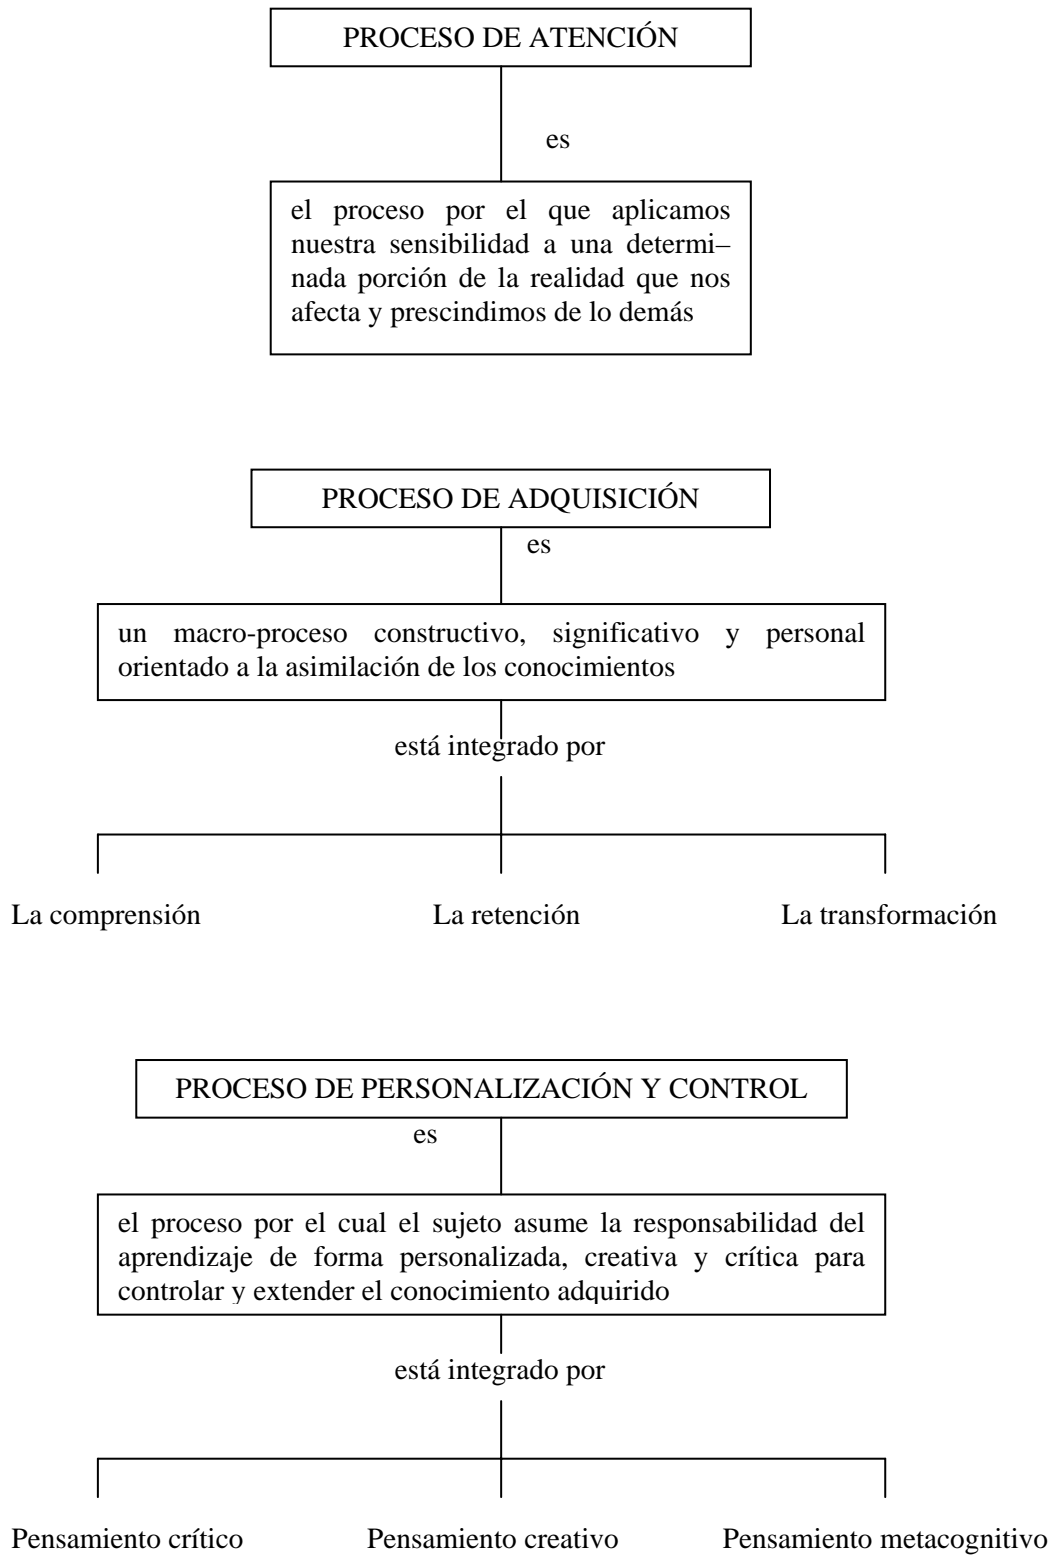 PROCESO DE ATENCIÓN
es
el proceso por el que aplicamos
nuestra sensibilidad a una determi–
nada porción de la realidad que nos
afecta y prescindimos de lo demás
PROCESO DE ADQUISICIÓN
es
un macro-proceso constructivo, significativo y personal
orientado a la asimilación de los conocimientos
está integrado por
La comprensión La retención La transformación
PROCESO DE PERSONALIZACIÓN Y CONTROL
es
el proceso por el cual el sujeto asume la responsabilidad del
aprendizaje de forma personalizada, creativa y crítica para
controlar y extender el conocimiento adquirido
está integrado por
Pensamiento crítico Pensamiento creativo Pensamiento metacognitivo